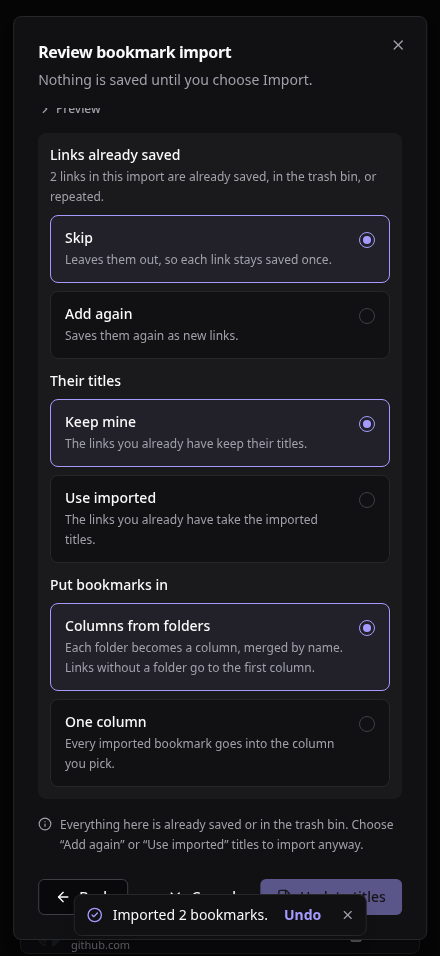 Review bookmark import
Nothing is saved until you choose Import.
Preview
Links already saved
2 links in this import are already saved, in the trash bin, or
repeated.
Skip
Leaves them out, so each link stays saved once.
Add again
Saves them again as new links.
Their titles
Keep mine
The links you already have keep their titles.
Use imported
The links you already have take the imported
titles.
Put bookmarks in
Columns from folders
Each folder becomes a column, merged by name.
Links without a folder go to the first column.
One column
Every imported bookmark goes into the column
you pick.
Everything here is already saved or in the trash bin. Choose
“Add again” or “Use imported” titles to import anyway.
titles
Imported 2 bookmarks. Undo
github.com